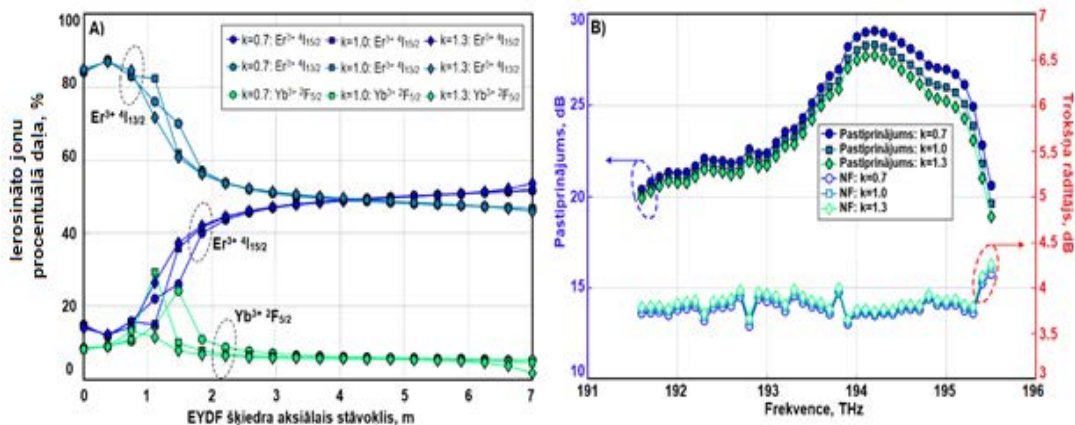 A)
Ierosināto jonu
procentuālā daļa, %
100
80
60
40
20
0
k=0.7: Er³⁺ ⁴I₁₅/₂ k=1.0: Er³⁺ ⁴I₁₅/₂ k=1.3: Er³⁺ ⁴I₁₅/₂
k=0.7: Er³⁺ ⁴I₁₃/₂ k=1.0: Er³⁺ ⁴I₁₃/₂ k=1.3: Er³⁺ ⁴I₁₃/₂
k=0.7: Yb³⁺ ²F₅/₂ k=1.0: Yb³⁺ ²F₅/₂ k=1.3: Yb³⁺ ²F₅/₂
Er³⁺ ⁴I₁₃/₂
Er³⁺ ⁴I₁₅/₂
Yb³⁺ ²F₅/₂
0 1 2 3 4 5 6 7
EYDF šķiedra aksiālais stāvoklis, m
B)
Pastiprinājums, dB
30
25
20
15
10
Pastiprinājums: k=0.7
Pastiprinājums: k=1.0
Pastiprinājums: k=1.3
NF: k=0.7
NF: k=1.0
NF: k=1.3
7
6.5
6
5.5
5
4.5
4
3.5
3
Trokšņa rādītājs, dB
191 192 193 194 195 196
Frekvence, THz